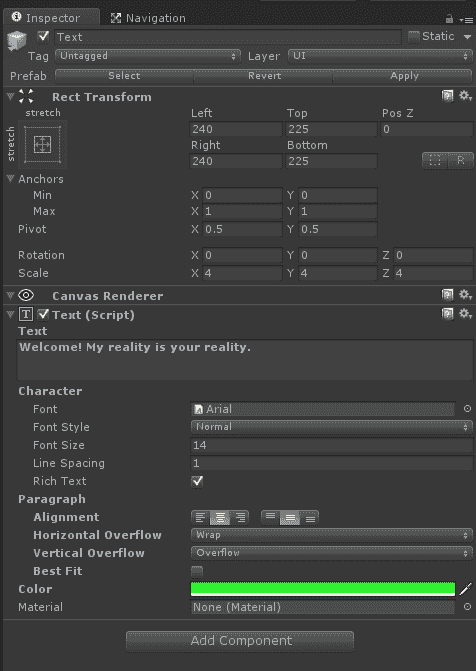 Inspector Navigation
Text Static
Tag Untagged Layer UI
Prefab Select Revert Apply
Rect Transform
stretch Left Top Pos Z
stretch 240 225 0
Right Bottom
240 225 R
Anchors
Min X 0 Y 0
Max X 1 Y 1
Pivot X 0.5 Y 0.5
Rotation X 0 Y 0 Z 0
Scale X 4 Y 4 Z 4
Canvas Renderer
T Text (Script)
Text
Welcome! My reality is your reality.
Character
Font Arial
Font Style Normal
Font Size 14
Line Spacing 1
Rich Text
Paragraph
Alignment
Horizontal Overflow Wrap
Vertical Overflow Overflow
Best Fit
Color
Material None (Material)
Add Component